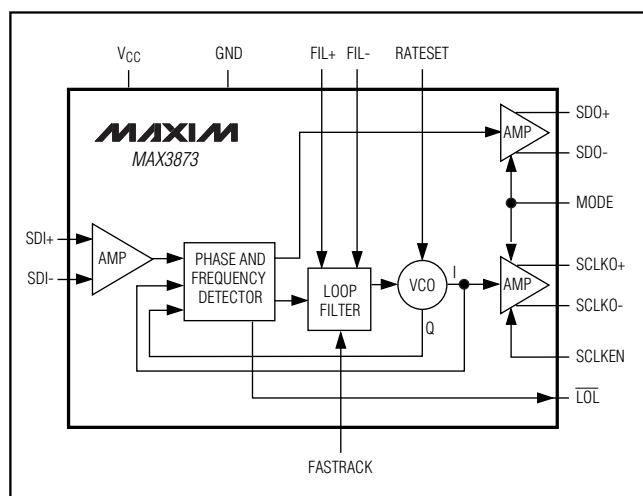 VCC
GND
FIL+
FIL-
RATESET
MAXIM
MAX3873
SDI+
SDI-
AMP
PHASE AND
FREQUENCY
DETECTOR
LOOP
FILTER
VCO
I
Q
AMP
SDO+
SDO-
MODE
AMP
SCLKO+
SCLKO-
SCLKEN
LOL
FASTRACK